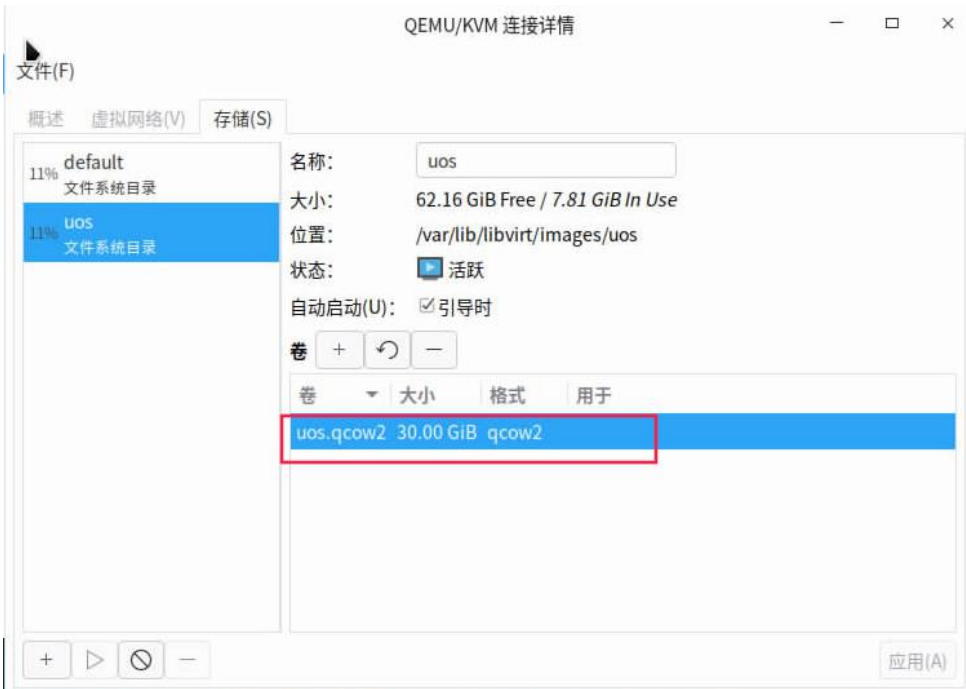 QEMU/KVM 连接详情
文件(F)
概述 虚拟网络(V) 存储(S)
11% default
文件系统目录
11% uos
文件系统目录
名称: uos
大小: 62.16 GiB Free / 7.81 GiB In Use
位置: /var/lib/libvirt/images/uos
状态: 活跃
自动启动(U): 引导时
卷
卷 大小 格式 用于
uos.qcow2 30.00 GiB qcow2
应用(A)